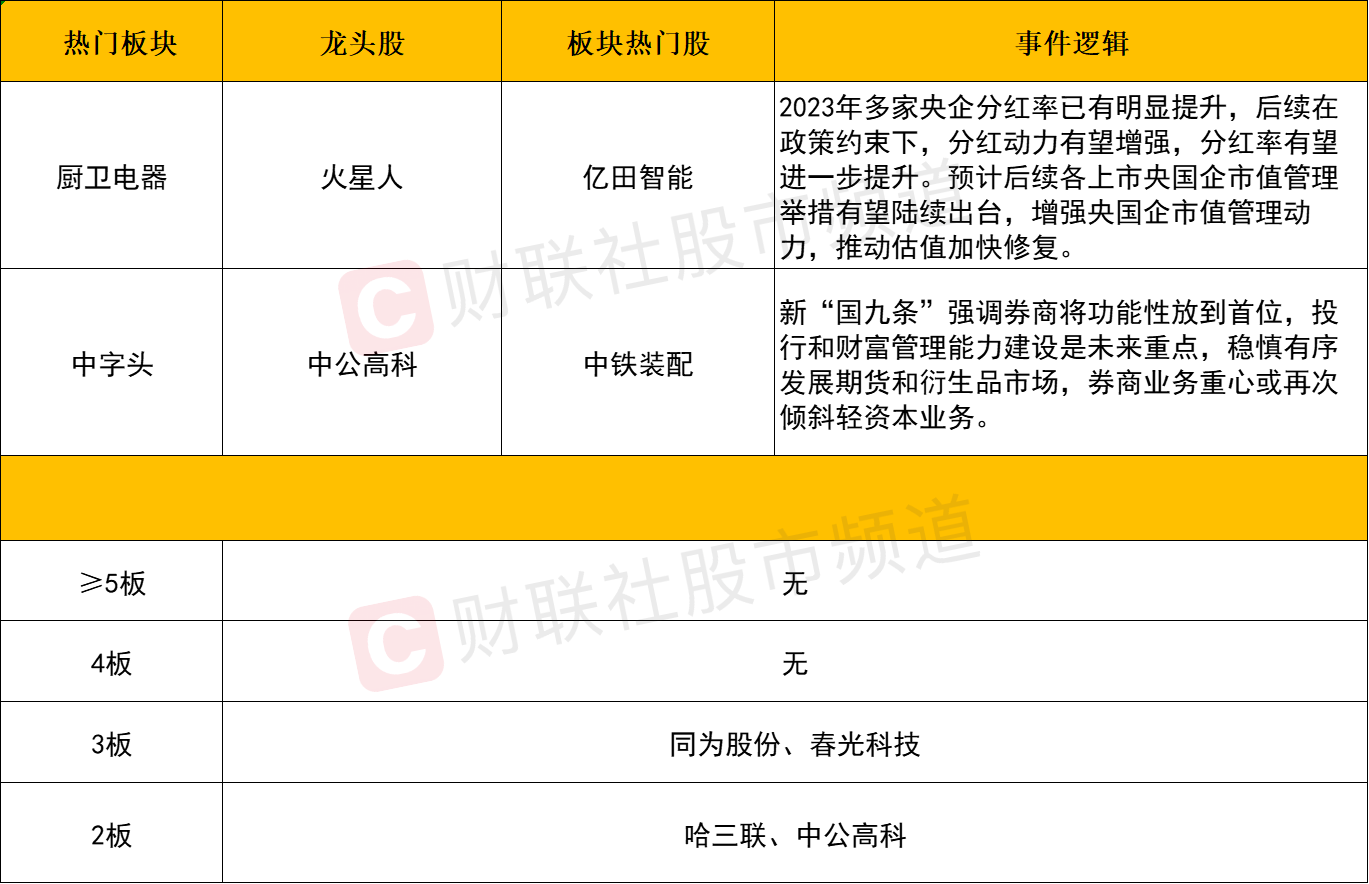 热门板块 龙头股 板块热门股 事件逻辑
厨卫电器 火星人 亿田智能
2023年多家央企分红率已有明显提升，后续在
政策约束下，分红动力有望增强，分红率有望
进一步提升。预计后续各上市央国企市值管理
举措有望陆续出台，增强央国企市值管理动
力，推动估值加快修复。
中字头 中公高科 中铁装配
新“国九条”强调券商将功能性放到首位，投
行和财富管理能力建设是未来重点，稳慎有序
发展期货和衍生品市场，券商业务重心或再次
倾斜轻资本业务。
≥5板 无
4板 无
3板 同为股份、春光科技
2板 哈三联、中公高科
财联社股市频道
财联社股市频道